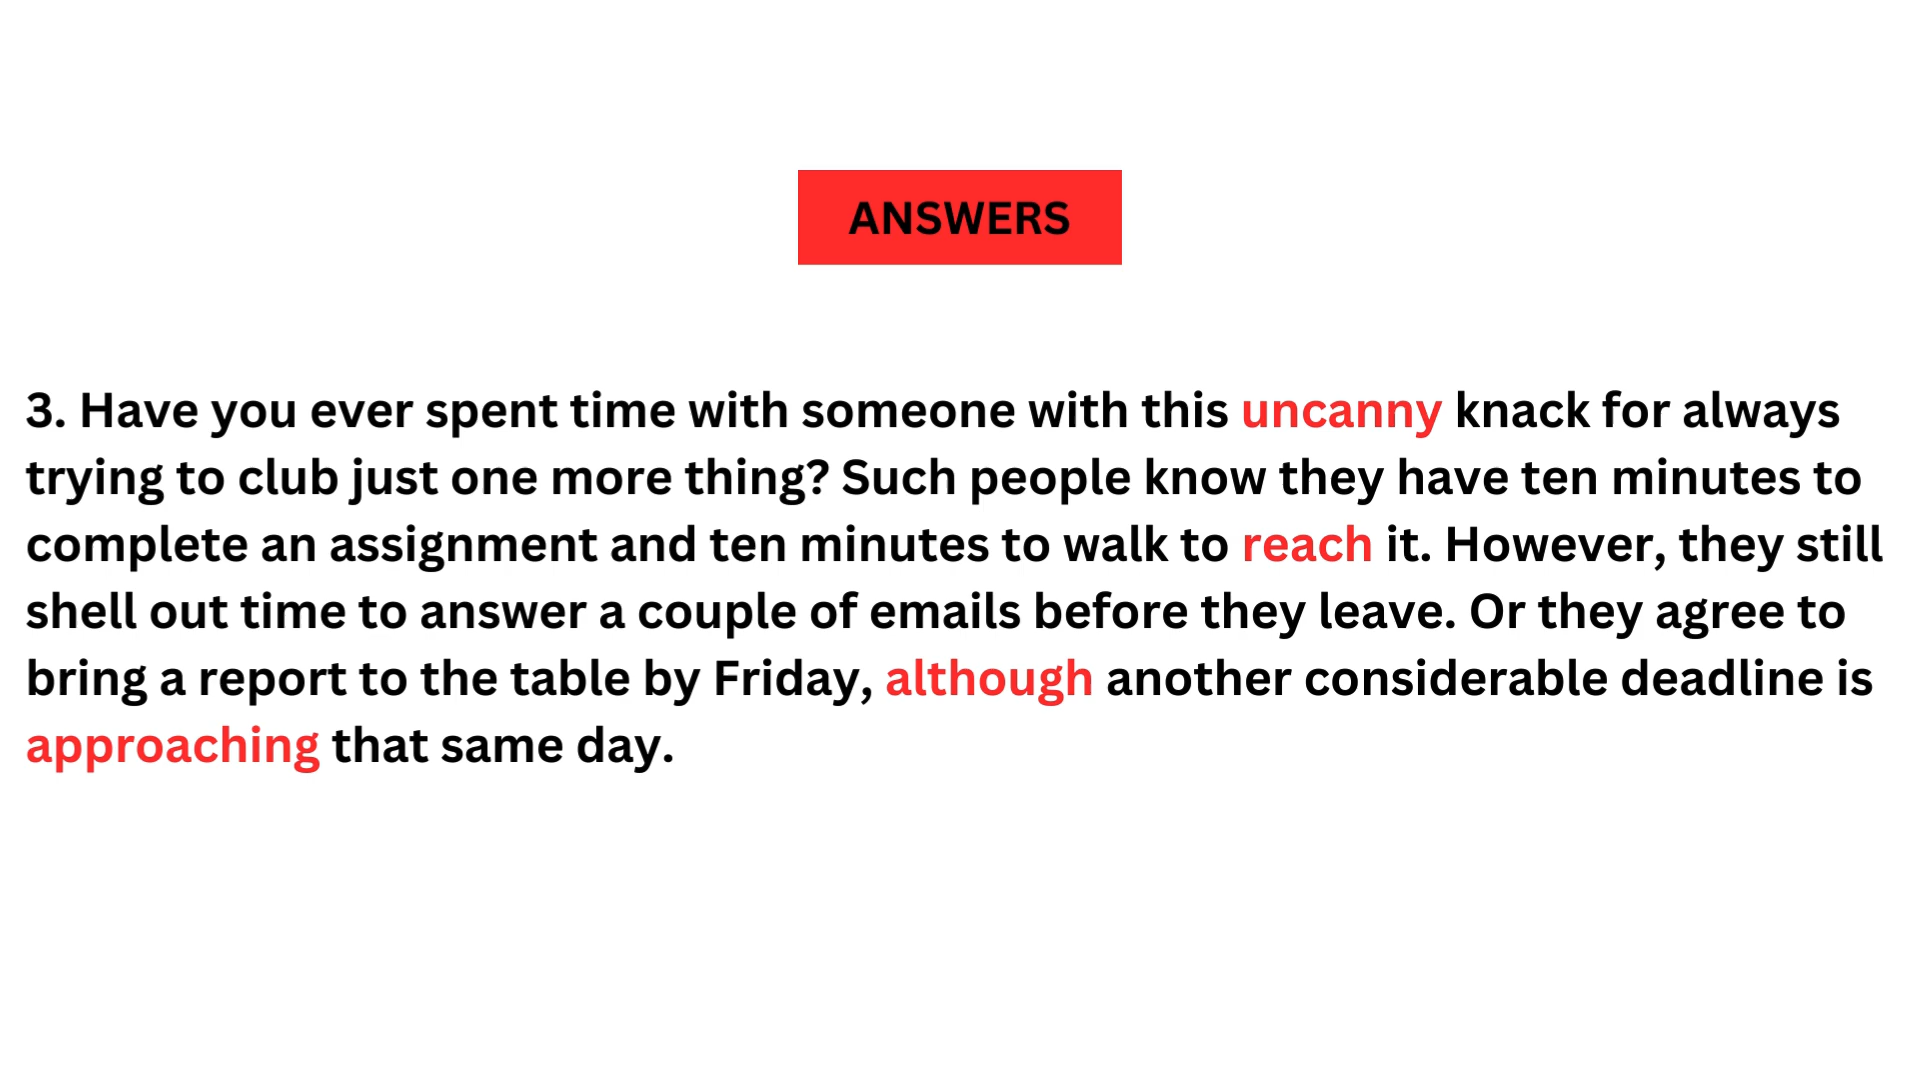 ANSWERS
3. Have you ever spent time with someone with this uncanny knack for always
trying to club just one more thing? Such people know they have ten minutes to
complete an assignment and ten minutes to walk to reach it. However, they still
shell out time to answer a couple of emails before they leave. Or they agree to
bring a report to the table by Friday, although another considerable deadline is
approaching that same day.